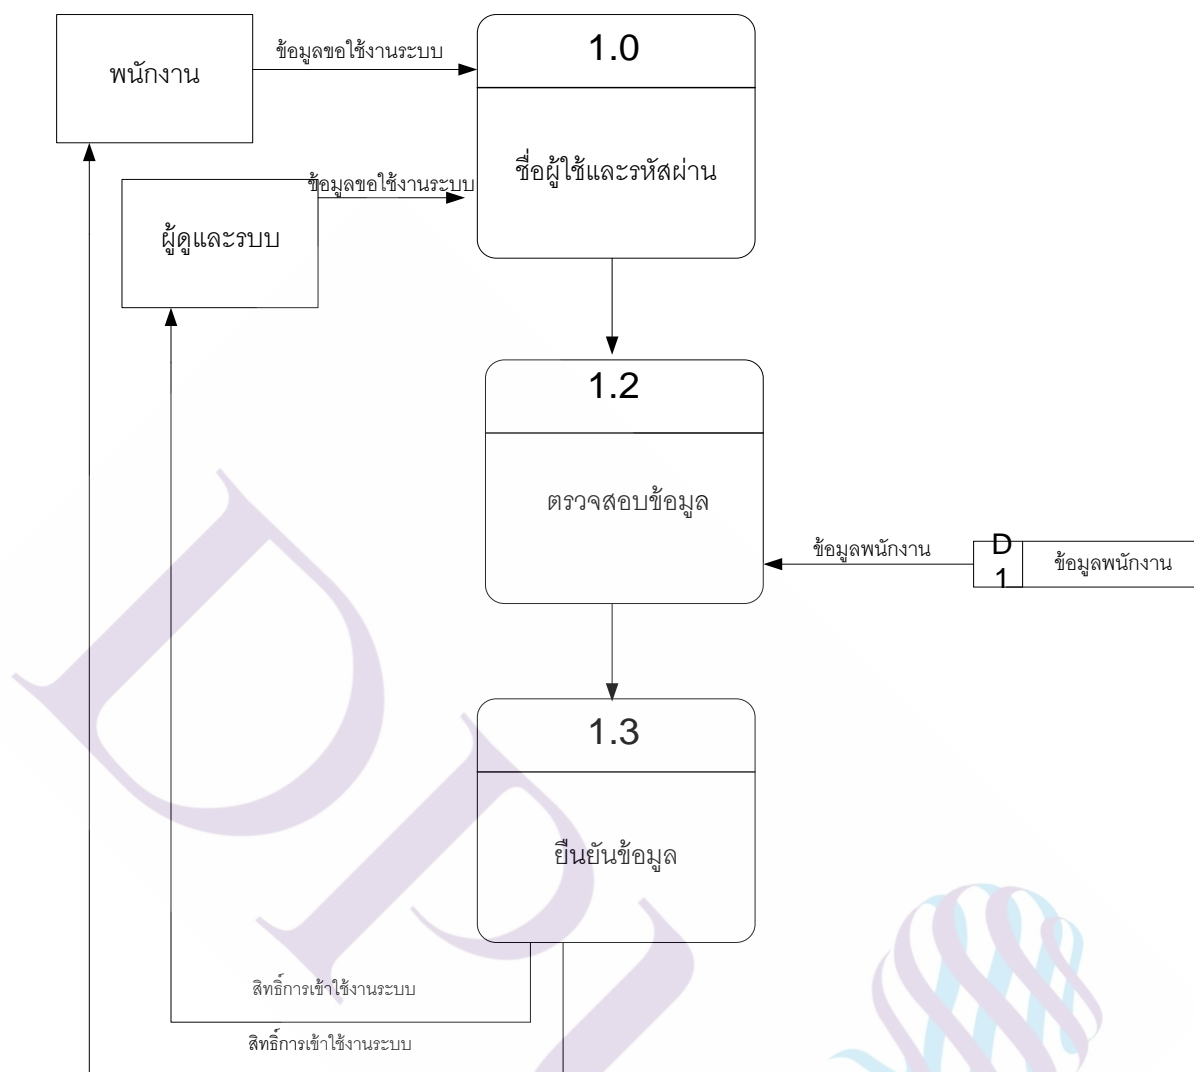 พนักงาน
ข้อมูลขอใช้งานระบบ
1.0
ชื่อผู้ใช้และรหัสผ่าน
ข้อมูลขอใช้งานระบบ
ผู้ดูและรบบ
1.2
ตรวจสอบข้อมูล
ข้อมูลพนักงาน
D
1
ข้อมูลพนักงาน
1.3
ยืนยันข้อมูล
สิทธิ์การเข้าใช้งานระบบ
สิทธิ์การเข้าใช้งานระบบ